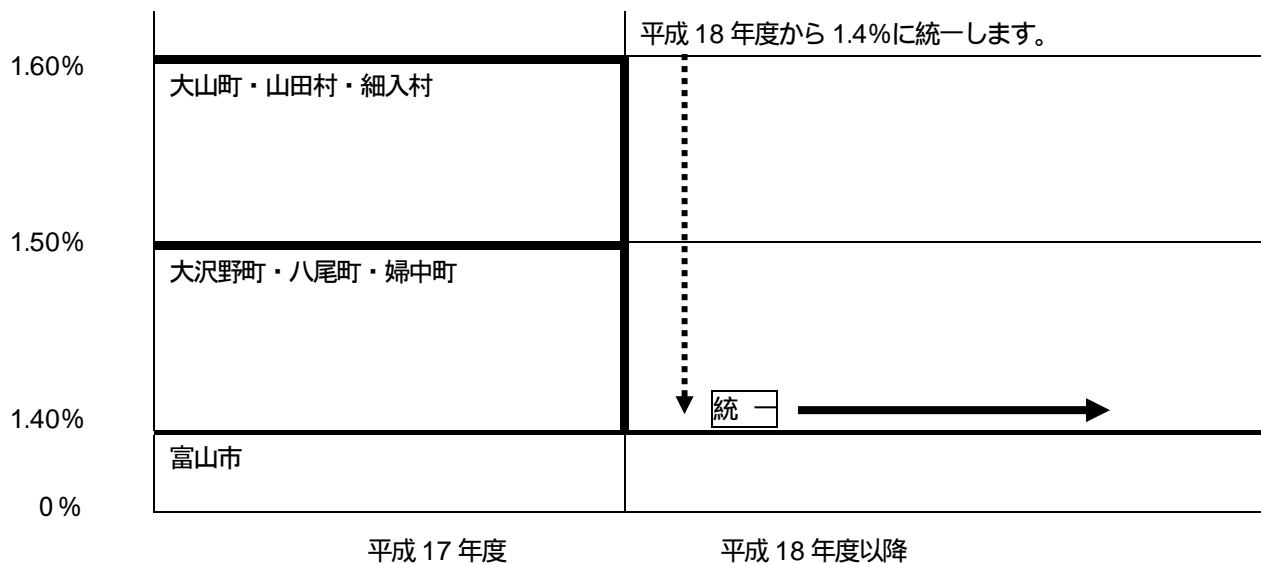 平成 18 年度から 1.4%に統一します。
1.60%
大山町・山田村・細入村
1.50%
大沢野町・八尾町・婦中町
1.40%
統 一
富山市
0%
平成 17 年度
平成 18 年度以降